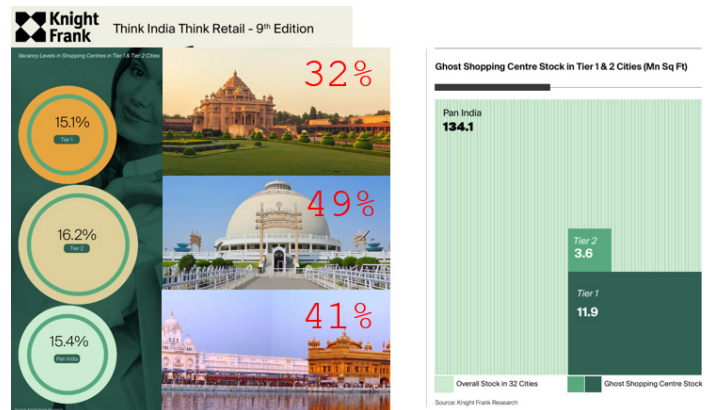 Knight
Frank
Think India Think Retail - 9th Edition
Vacancy Levels in Shopping Centres in Tier 1 & Tier 2 Cities
15.1%
Tier 1
16.2%
Tier 2
15.4%
Pan India
32%
49%
41%
Ghost Shopping Centre Stock in Tier 1 & 2 Cities (Mn Sq Ft)
Pan India
134.1
Tier 2
3.6
Tier 1
11.9
Overall Stock in 32 Cities
Ghost Shopping Centre Stock
Source: Knight Frank Research